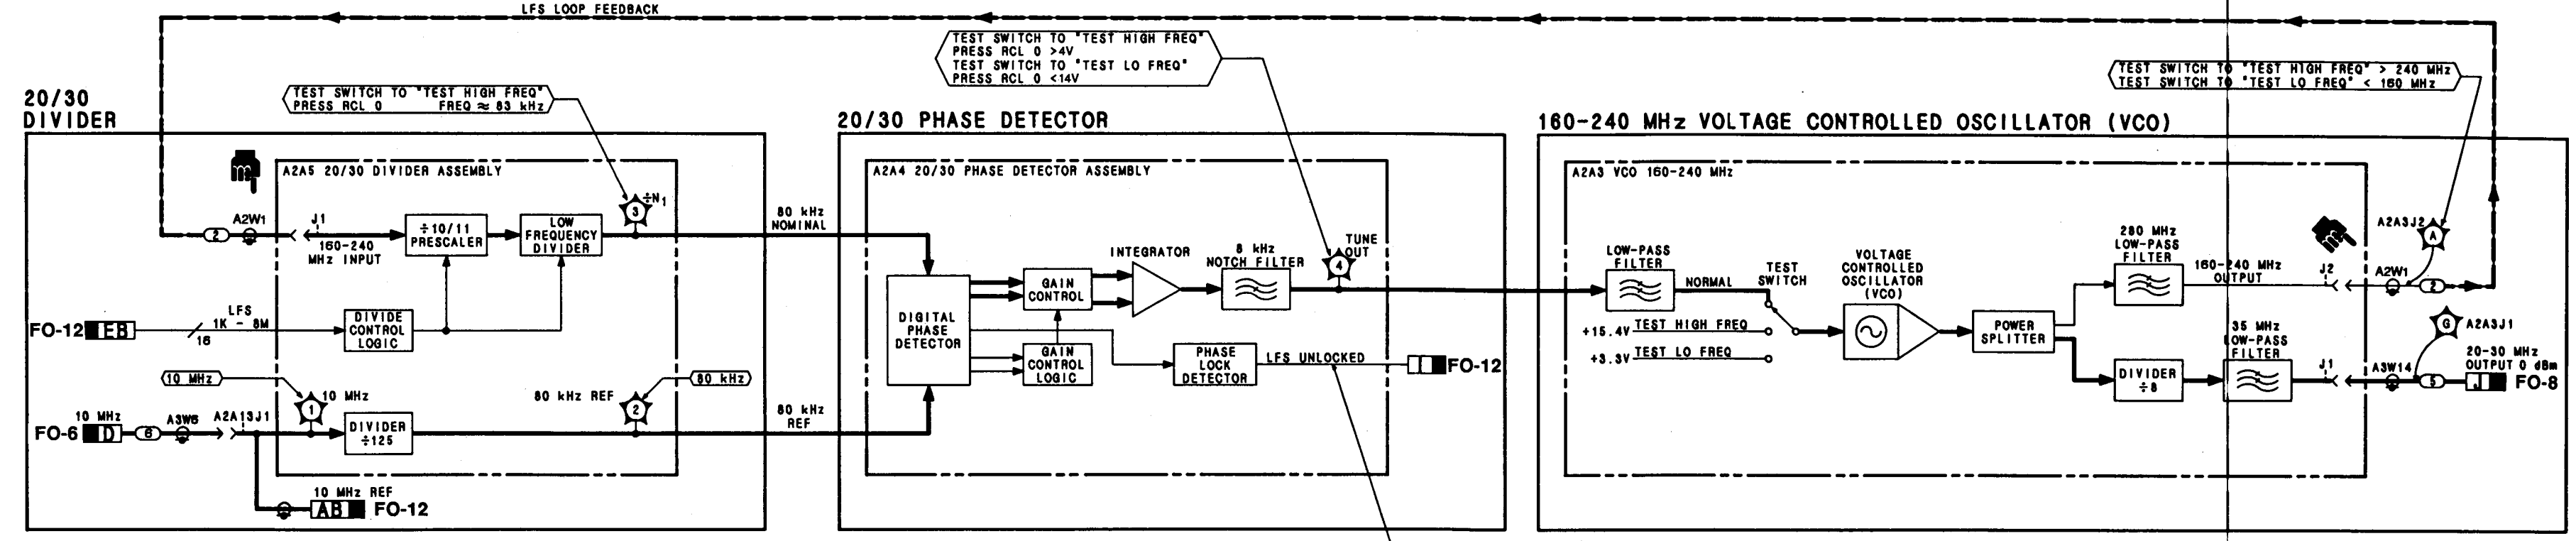 LFS LOOP FEEDBACK
TEST SWITCH TO "TEST HIGH FREQ"
PRESS RCL 0 >4V
TEST SWITCH TO "TEST LO FREQ"
PRESS RCL 0 <14V
TEST SWITCH TO "TEST HIGH FREQ" > 240 MHz
TEST SWITCH TO "TEST LO FREQ" < 160 MHz
TEST SWITCH TO "TEST HIGH FREQ"
PRESS RCL 0 FREQ ≈ 83 kHz
20/30
DIVIDER
20/30 PHASE DETECTOR
160-240 MHz VOLTAGE CONTROLLED OSCILLATOR (VCO)
A2A5 20/30 DIVIDER ASSEMBLY
3
÷N1
2
A2W1
J1
160-240
MHz INPUT
÷10/11
PRESCALER
LOW
FREQUENCY
DIVIDER
80 kHz
NOMINAL
FO-12
EB
LFS
1K - 8M
16
DIVIDE
CONTROL
LOGIC
10 MHz
1
10 MHz
80 kHz REF
2
80 kHz
FO-6
D
10 MHz
6
A3W6
A2A13J1
DIVIDER
÷125
80 kHz
REF
10 MHz REF
AB
FO-12
A2A4 20/30 PHASE DETECTOR ASSEMBLY
DIGITAL
PHASE
DETECTOR
GAIN
CONTROL
INTEGRATOR
8 kHz
NOTCH FILTER
4
TUNE
OUT
GAIN
CONTROL
LOGIC
PHASE
LOCK
DETECTOR
LFS UNLOCKED
I
FO-12
A2A3 VCO 160-240 MHz
LOW-PASS
FILTER
NORMAL
TEST
SWITCH
+15.4V TEST HIGH FREQ
+3.3V TEST LO FREQ
VOLTAGE
CONTROLLED
OSCILLATOR
(VCO)
POWER
SPLITTER
280 MHz
LOW-PASS
FILTER
160-240 MHz
OUTPUT
J2
A2W1
2
A2A3J2
A
G
A2A3J1
DIVIDER
÷8
35 MHz
LOW-PASS
FILTER
J1
A3W14
5
20-30 MHz
OUTPUT 0 dBm
J
FO-8